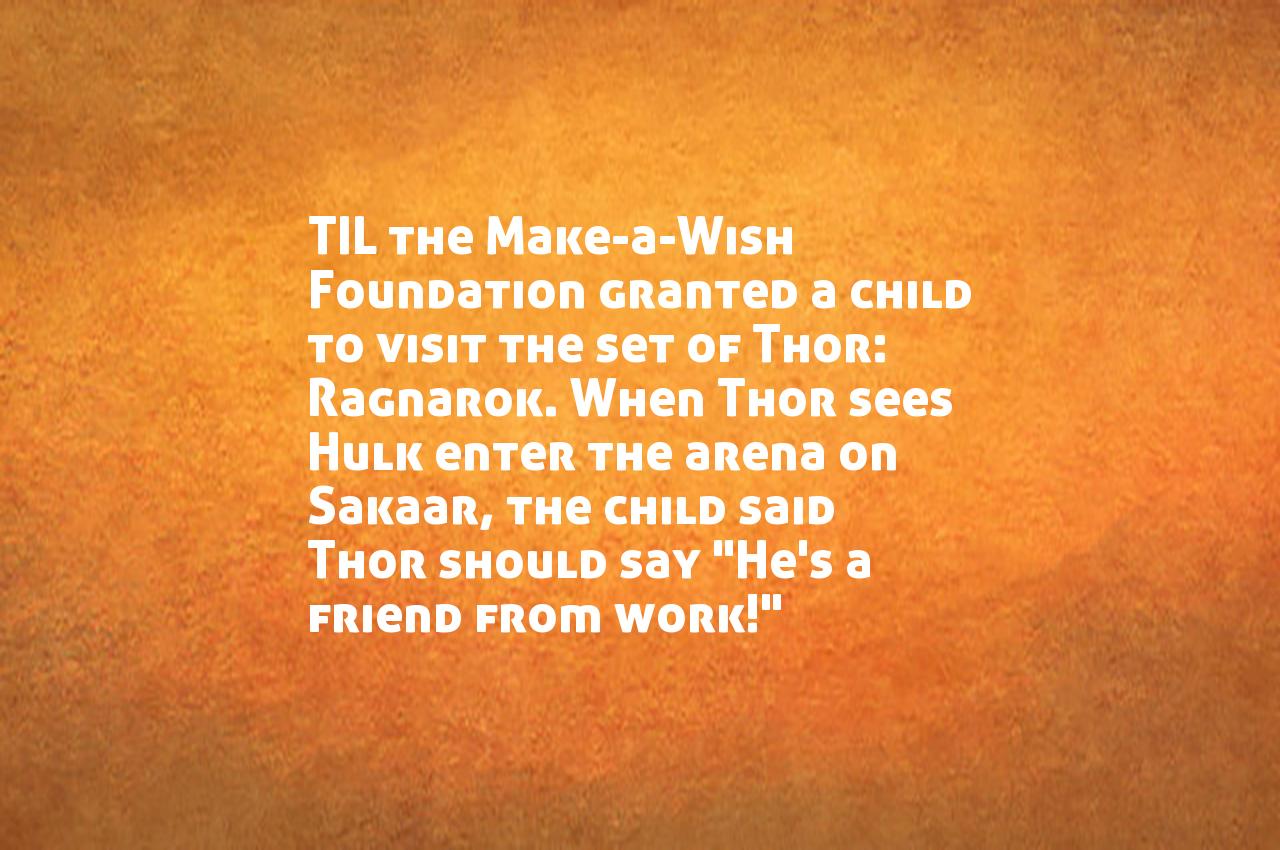 TIL the Make-a-Wish
Foundation granted a child
to visit the set of Thor:
Ragnarok. When Thor sees
Hulk enter the arena on
Sakaar, the child said
Thor should say "He's a
friend from work!"